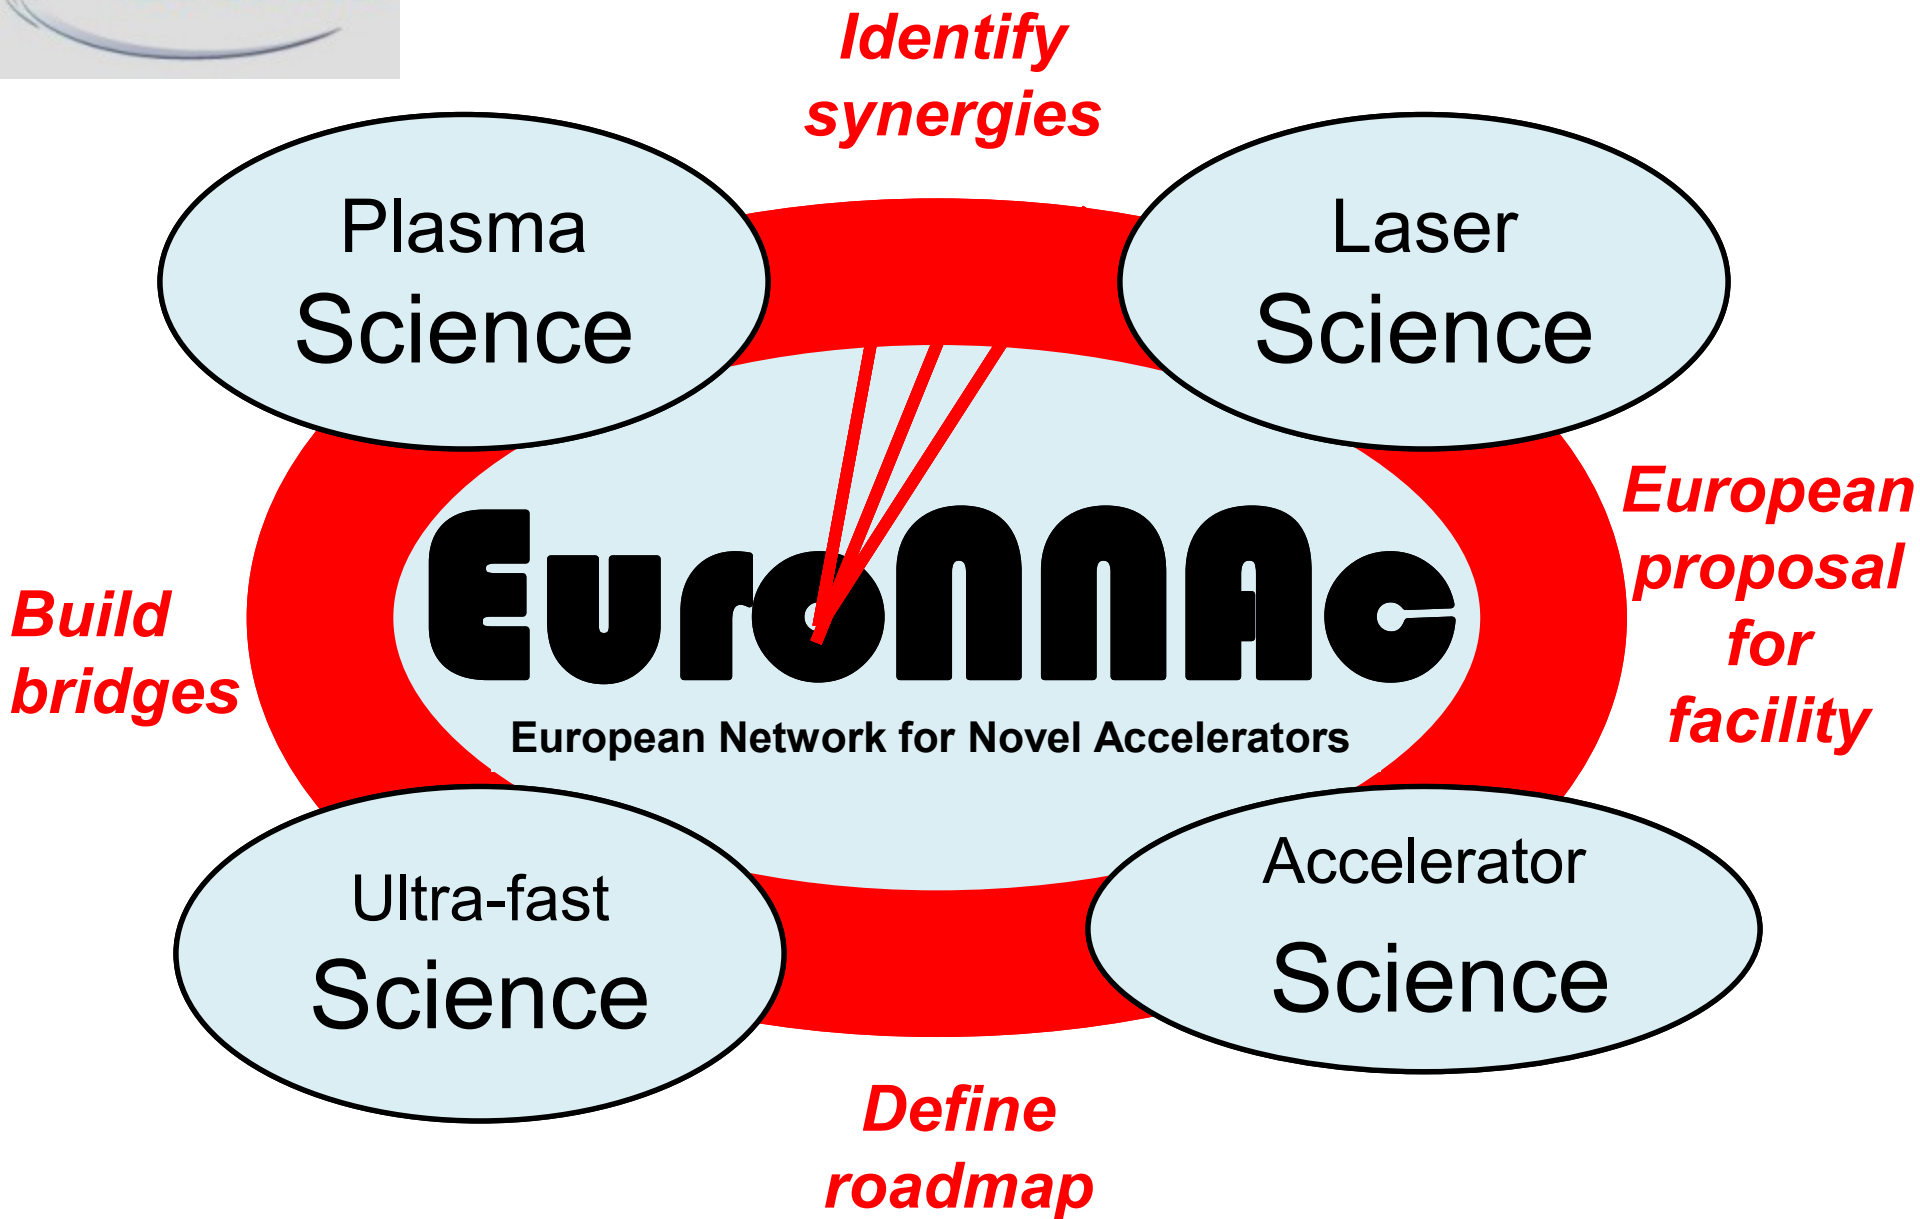 Identify
synergies
Plasma
Science
Laser
Science
Build
bridges
EuroNNAc
European Network for Novel Accelerators
European
proposal
for
facility
Ultra-fast
Science
Accelerator
Science
Define
roadmap